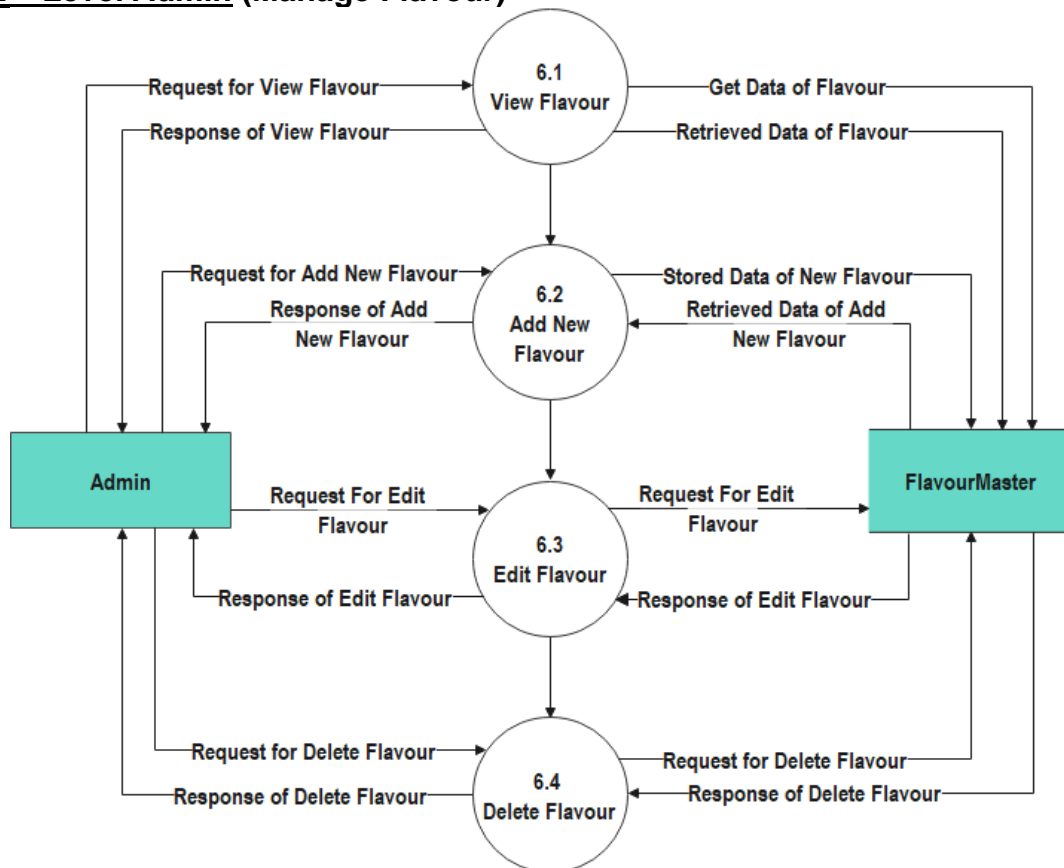 Level Admin (Manage Flavour)
6.1
View Flavour
Request for View Flavour
Get Data of Flavour
Response of View Flavour
Retrieved Data of Flavour
Request for Add New Flavour
Stored Data of New Flavour
6.2
Add New
Flavour
Response of Add
New Flavour
Retrieved Data of Add
New Flavour
Admin
FlavourMaster
Request For Edit
Flavour
Request For Edit
Flavour
6.3
Edit Flavour
Response of Edit Flavour
Response of Edit Flavour
Request for Delete Flavour
Request for Delete Flavour
6.4
Delete Flavour
Response of Delete Flavour
Response of Delete Flavour